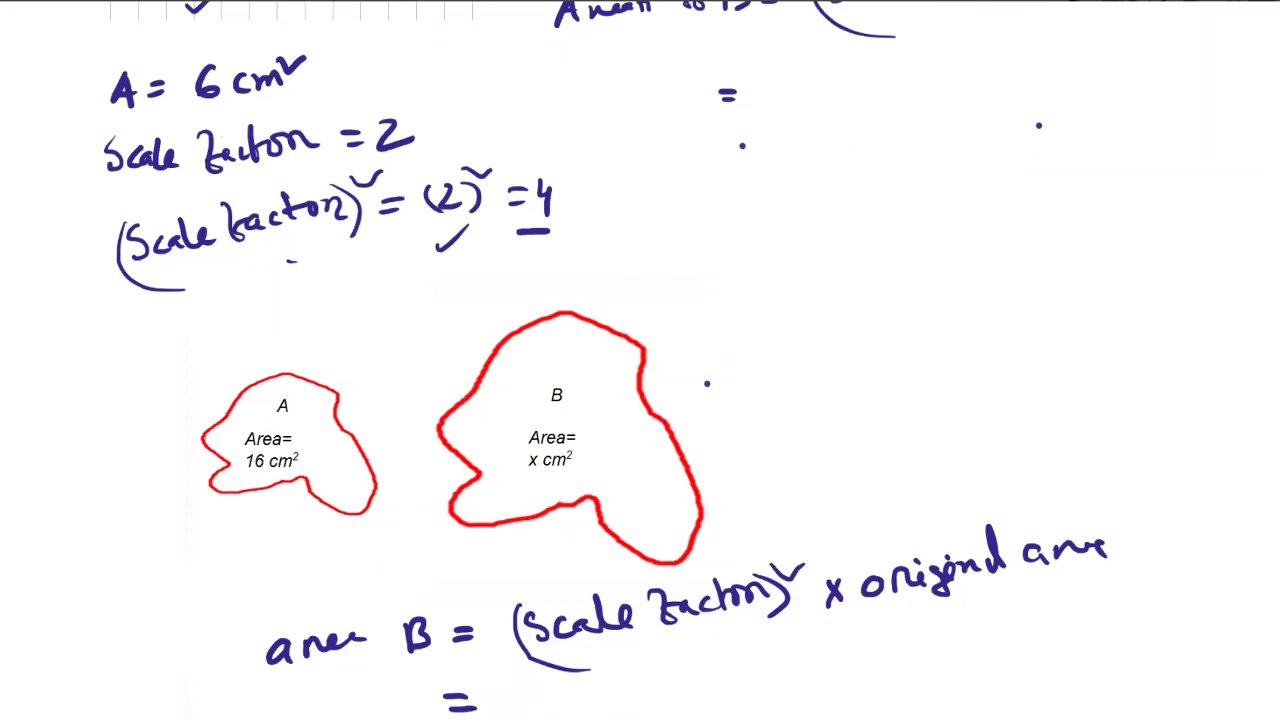 A = 6 cm²
Scale factor = 2
(Scale factor)² = (2)² = 4
=
A
Area=
16 cm²
B
Area=
x cm²
area B = (Scale factor)² × original area
=